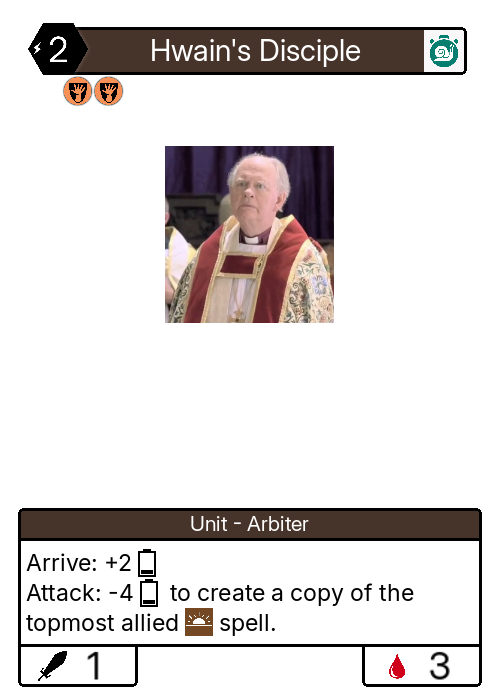 2
Hwain's Disciple
Unit - Arbiter
Arrive: +2
Attack: -4 to create a copy of the
topmost allied spell.
1
3